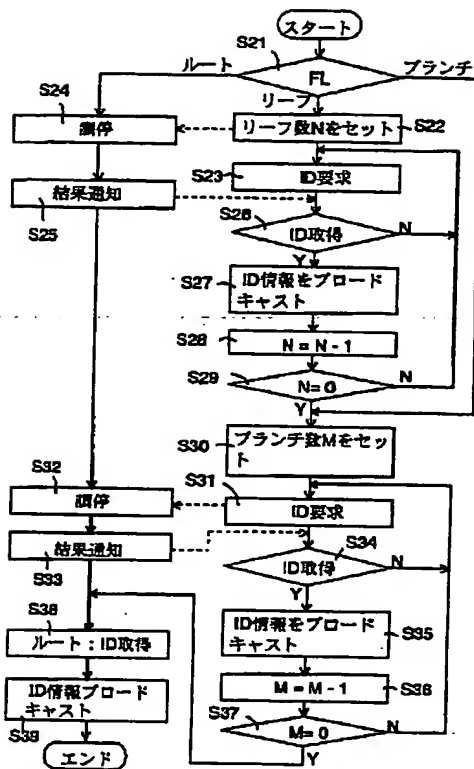 スタート
S21
ルート
FL
ブランチ
リーフ
S24
調停
リーフ数Nをセット
S22
S23
ID要求
結果通知
S25
S26
ID取得
N
Y
S27
ID情報をブロード
キャスト
S28
N = N - 1
S29
N= 0
N
Y
S30
ブランチ数Mをセッ
ト
S32
S31
調停
ID要求
結果通知
S33
S34
ID取得
N
Y
S38
ルート：ID取得
ID情報をブロード
キャスト
S35
ID情報ブロード
キャスト
S39
M = M - 1
S36
S37
M= 0
N
Y
エンド